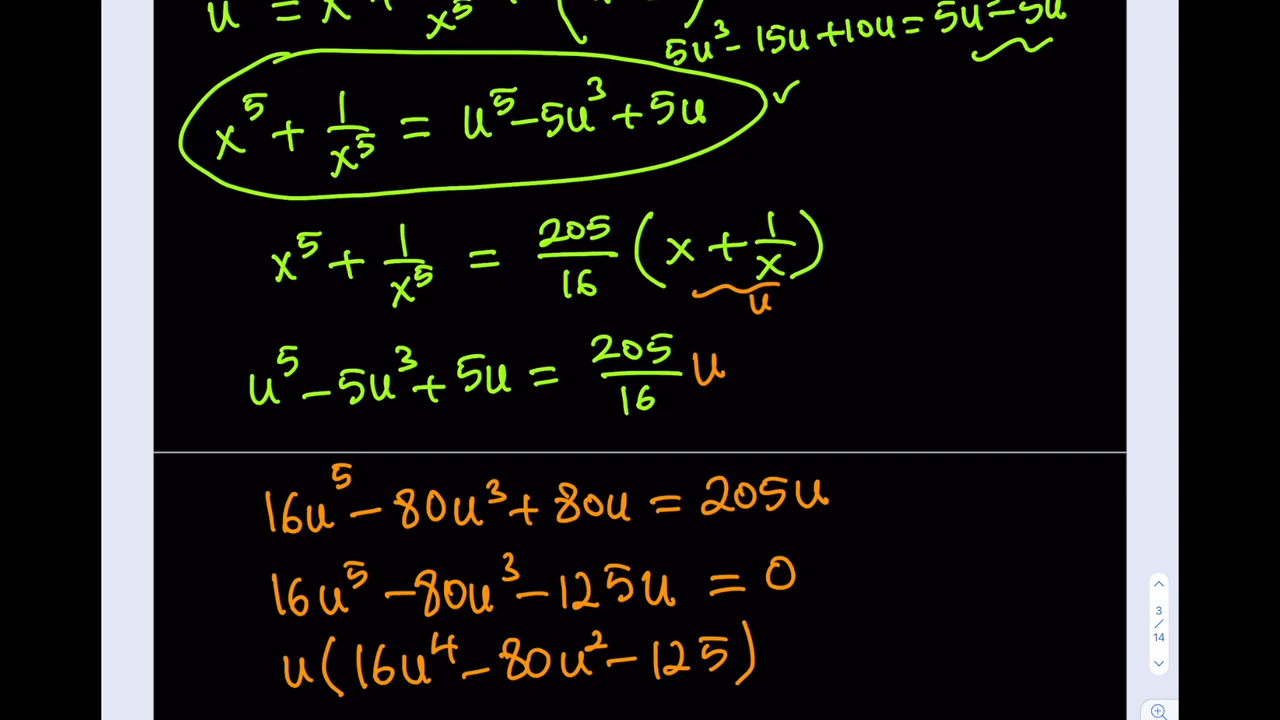 5u³ - 15u + 10u = 5u³ - 5u
x⁵ + 1/x⁵ = u⁵ - 5u³ + 5u ✓
x⁵ + 1/x⁵ = 205/16 (x + 1/x)
u
u⁵ - 5u³ + 5u = 205/16 u
16u⁵ - 80u³ + 80u = 205u
16u⁵ - 80u³ - 125u = 0
u(16u⁴ - 80u² - 125)
3
/
14